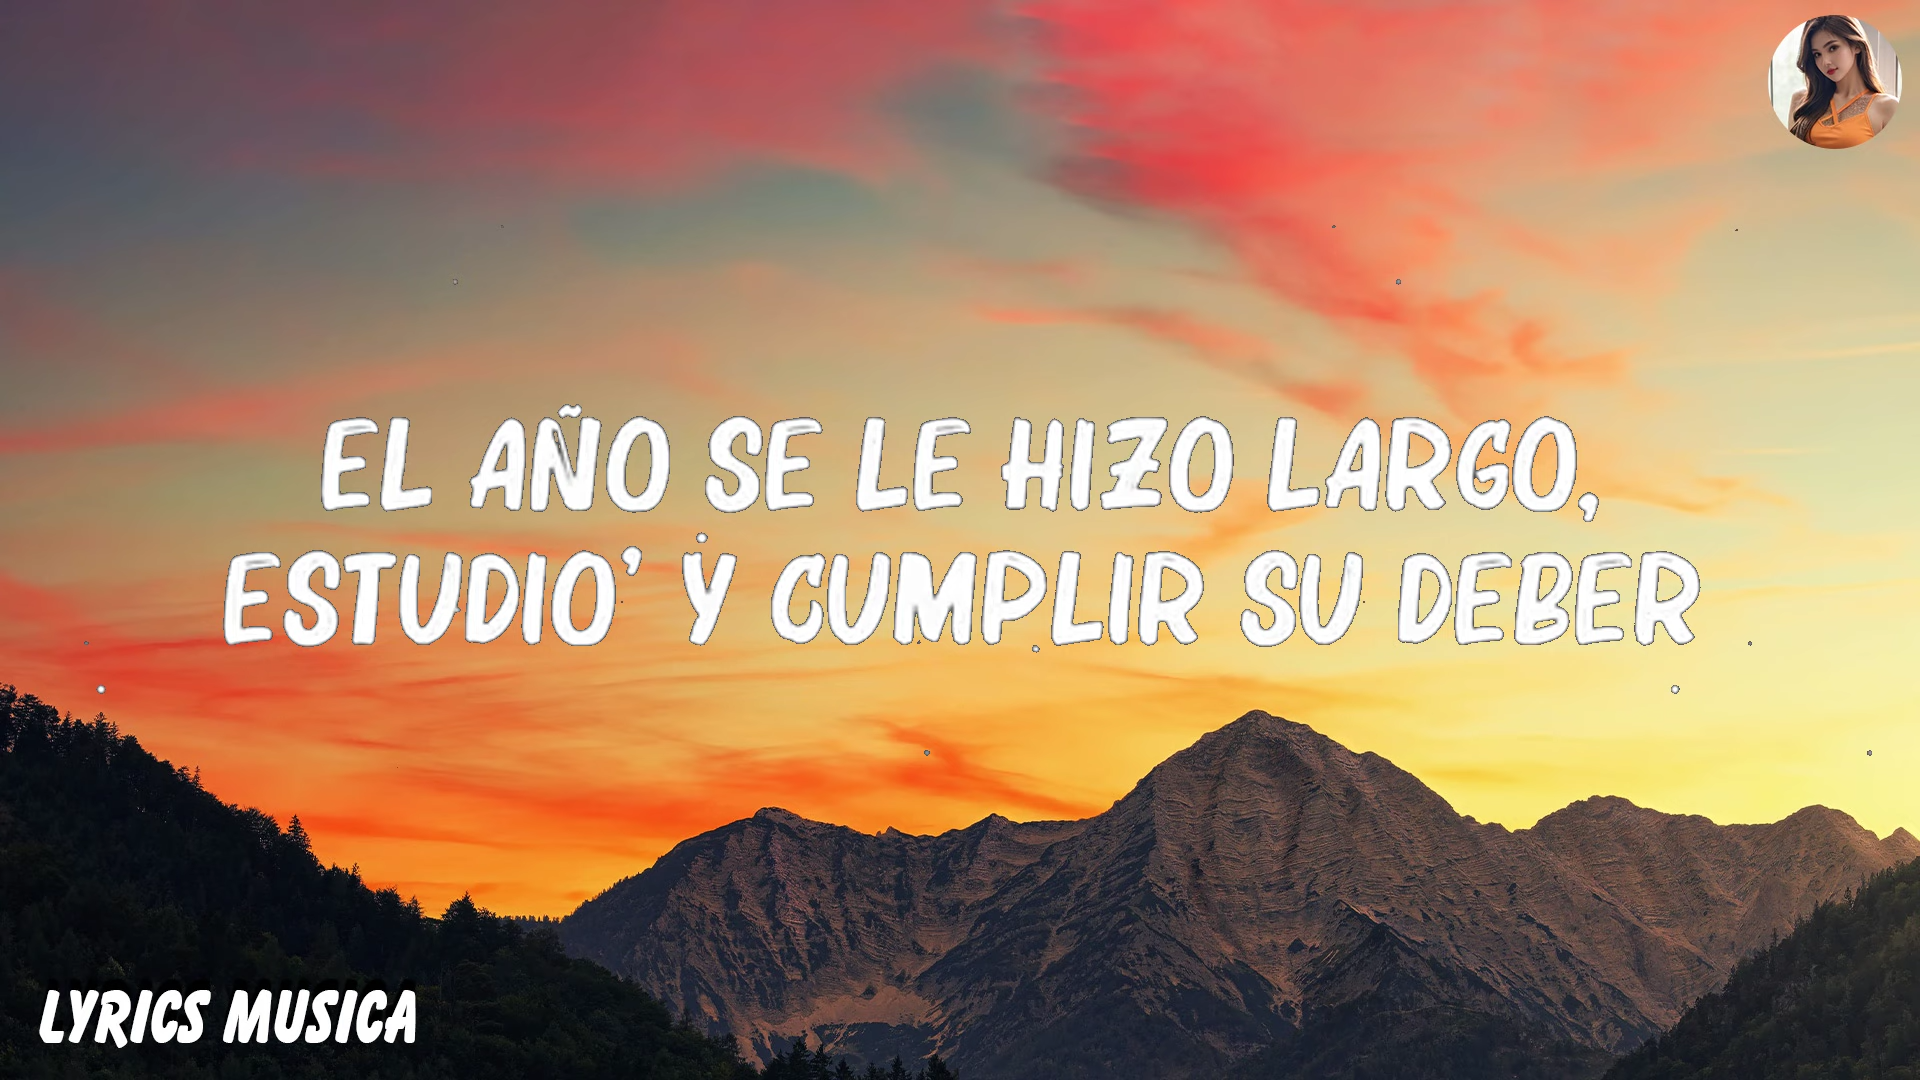 EL AÑO SE LE HIZO LARGO,
ESTUDIO' Y CUMPLIR SU DEBER
LYRICS MUSICA